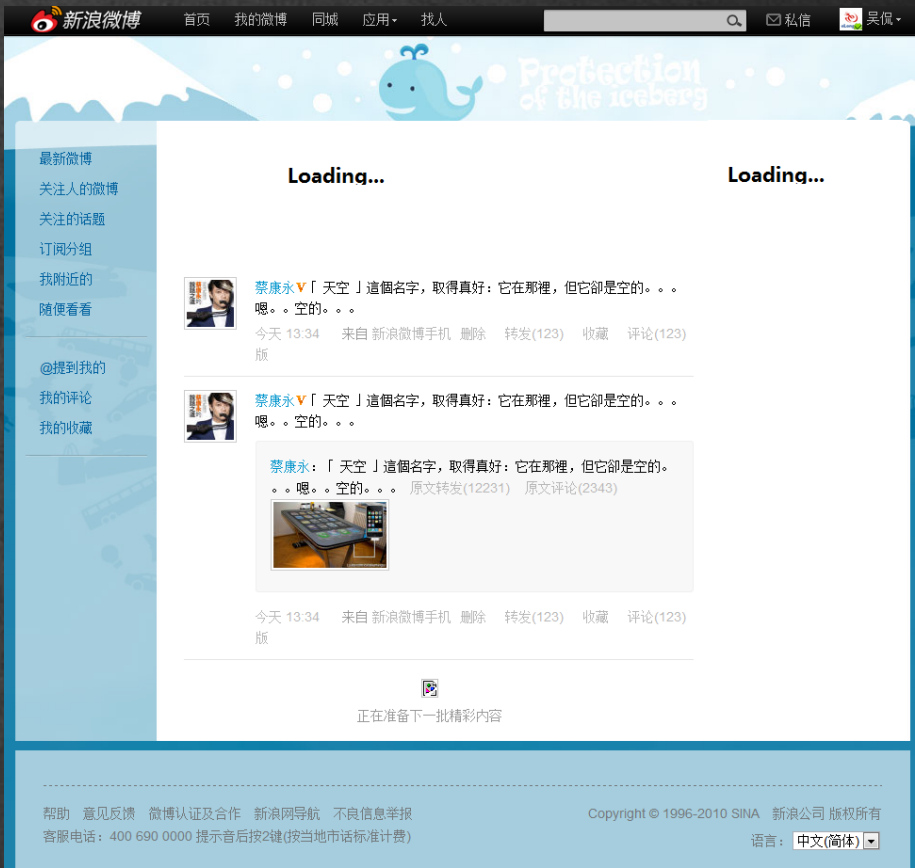 新浪微博 首页 我的微博 同城 应用 找人 私信 吴侃
Protection
of the iceberg
最新微博
关注人的微博
关注的话题
订阅分组
我附近的
随便看看
@提到我的
我的评论
我的收藏
Loading...
Loading...
蔡康永V「 天空 」這個名字，取得真好：它在那裡，但它卻是空的。。。
嗯。。空的。。。
今天 13:34 来自 新浪微博手机 删除 转发(123) 收藏 评论(123)
版
蔡康永V「 天空 」這個名字，取得真好：它在那裡，但它卻是空的。。。
嗯。。空的。。。
蔡康永：「 天空 」這個名字，取得真好：它在那裡，但它卻是空的。
。。嗯。。空的。。。 原文转发(12231) 原文评论(2343)
今天 13:34 来自 新浪微博手机 删除 转发(123) 收藏 评论(123)
版
正在准备下一批精彩内容
帮助 意见反馈 微博认证及合作 新浪网导航 不良信息举报
客服电话：400 690 0000 提示音后按2键(按当地市话标准计费)
Copyright © 1996-2010 SINA 新浪公司 版权所有
语言： 中文(简体)